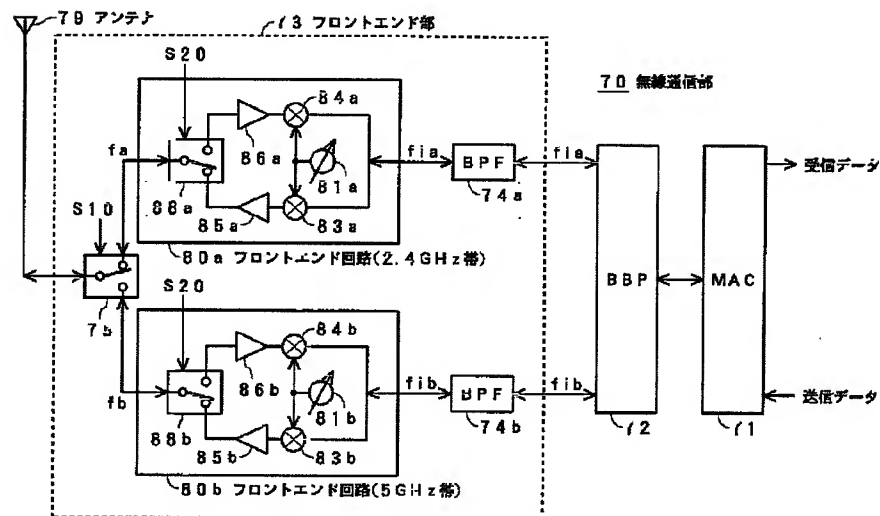 79 アンテナ
73 フロントエンド部
S20
84a
70 無線通信部
fa
86a
fia
BPF
fia
受信データ
81a
88a
74a
S10
85a
83a
80a フロントエンド回路(2.4GHz帯)
BBP
MAC
75
S20
84b
86b
fib
BPF
fib
送信データ
fb
81b
88b
74b
72
71
85b
83b
80b フロントエンド回路(5GHz帯)